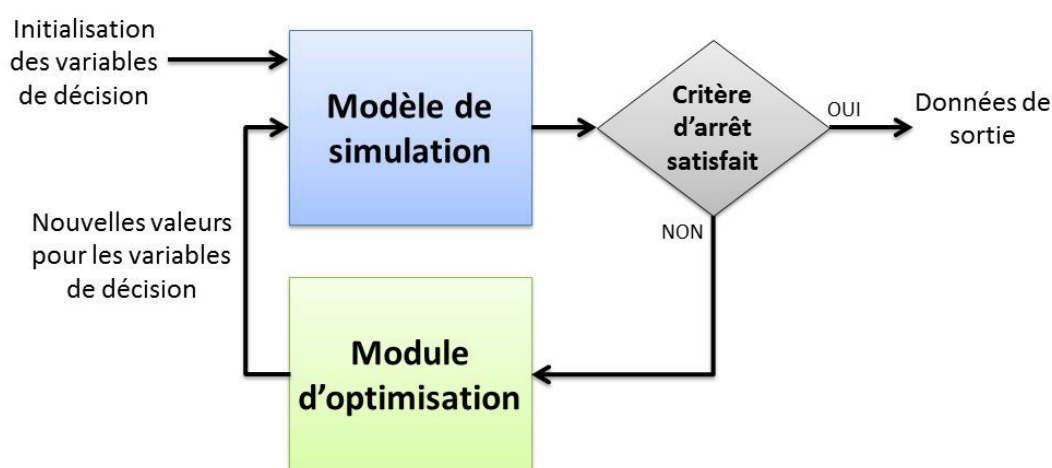 Initialisation
des variables
de décision
Modèle de
simulation
Critère
d'arrêt
satisfait
OUI
Données de
sortie
NON
Nouvelles valeurs
pour les variables
de décision
Module
d'optimisation